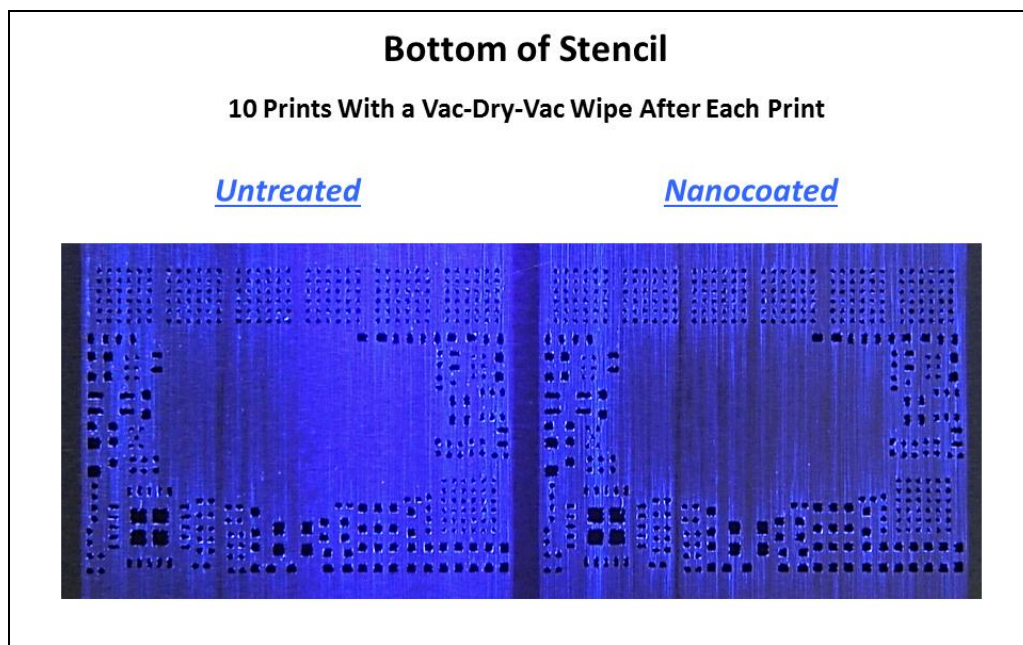 Bottom of Stencil
10 Prints With a Vac-Dry-Vac Wipe After Each Print
Untreated
Nanocoated